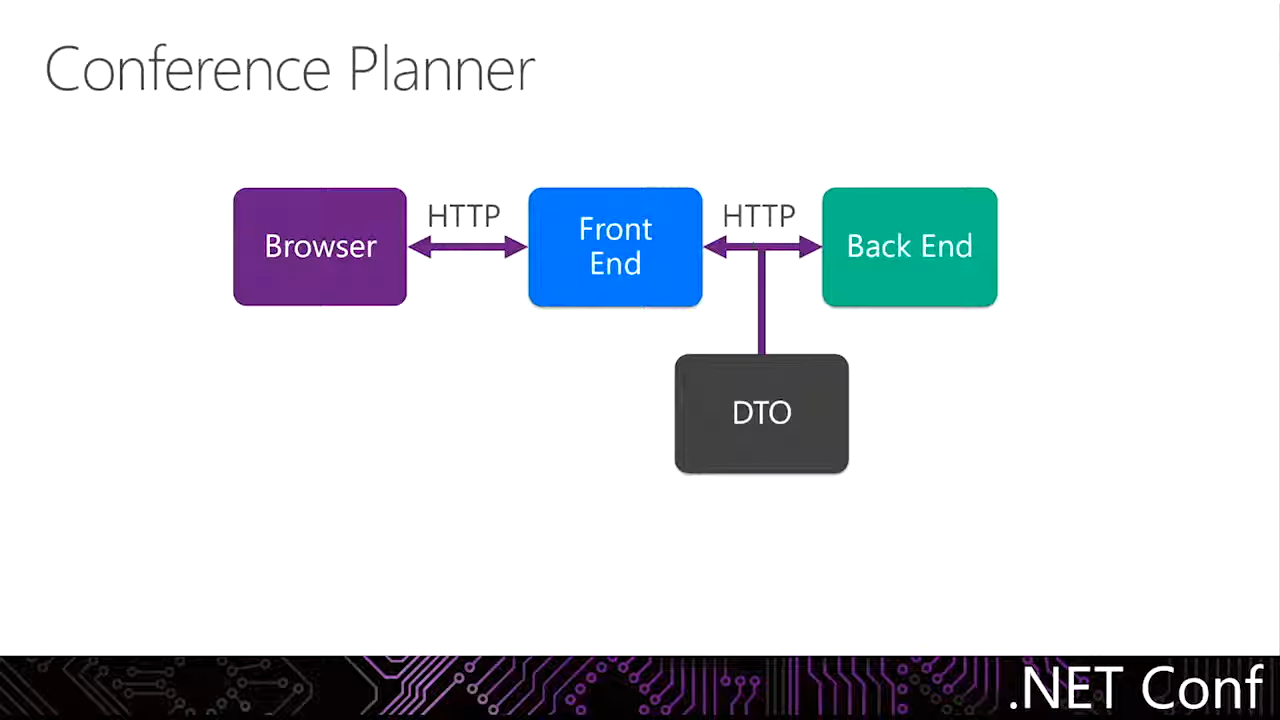 Conference Planner
Browser
HTTP
Front
End
HTTP
Back End
DTO
.NET Conf